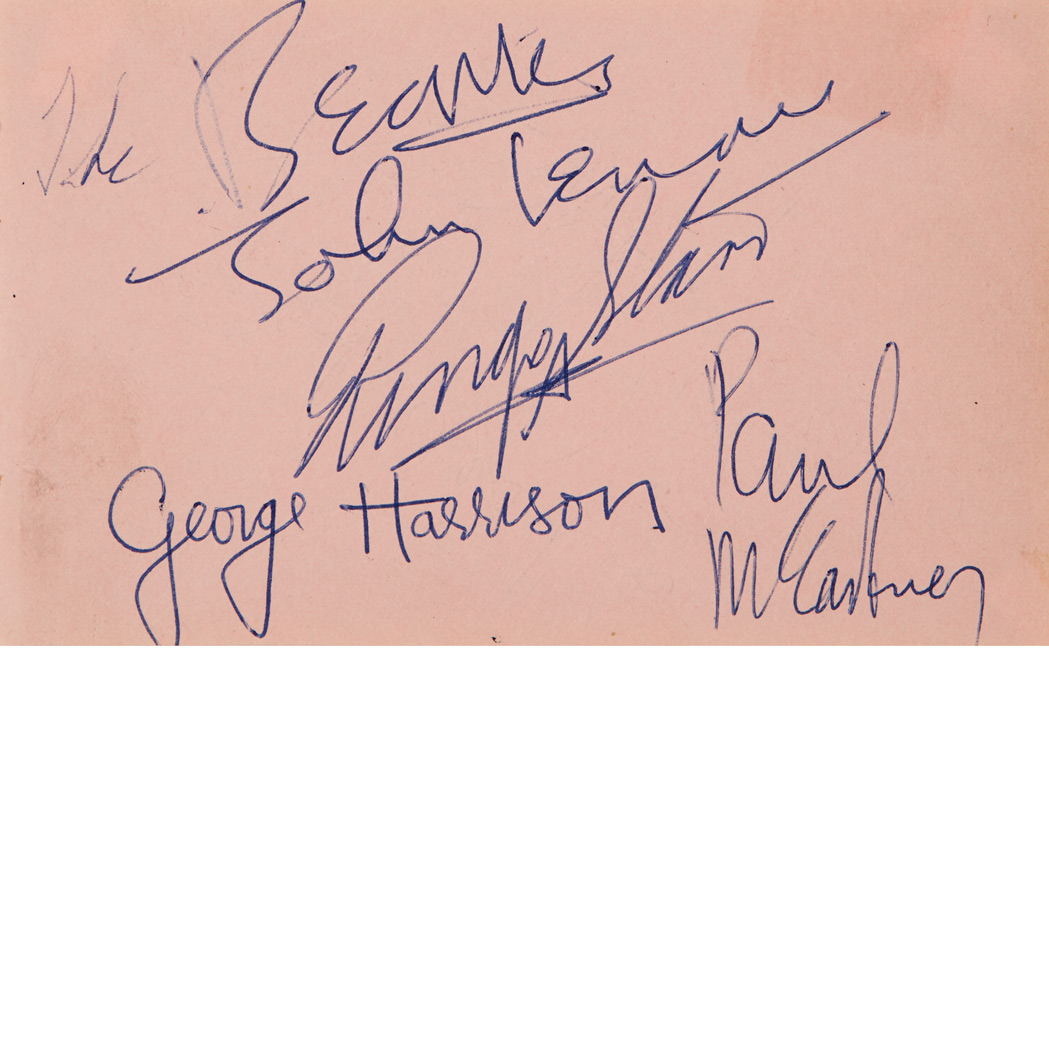 The Beatles
John Lennon
Ringo Starr
George Harrison
Paul
McCartney